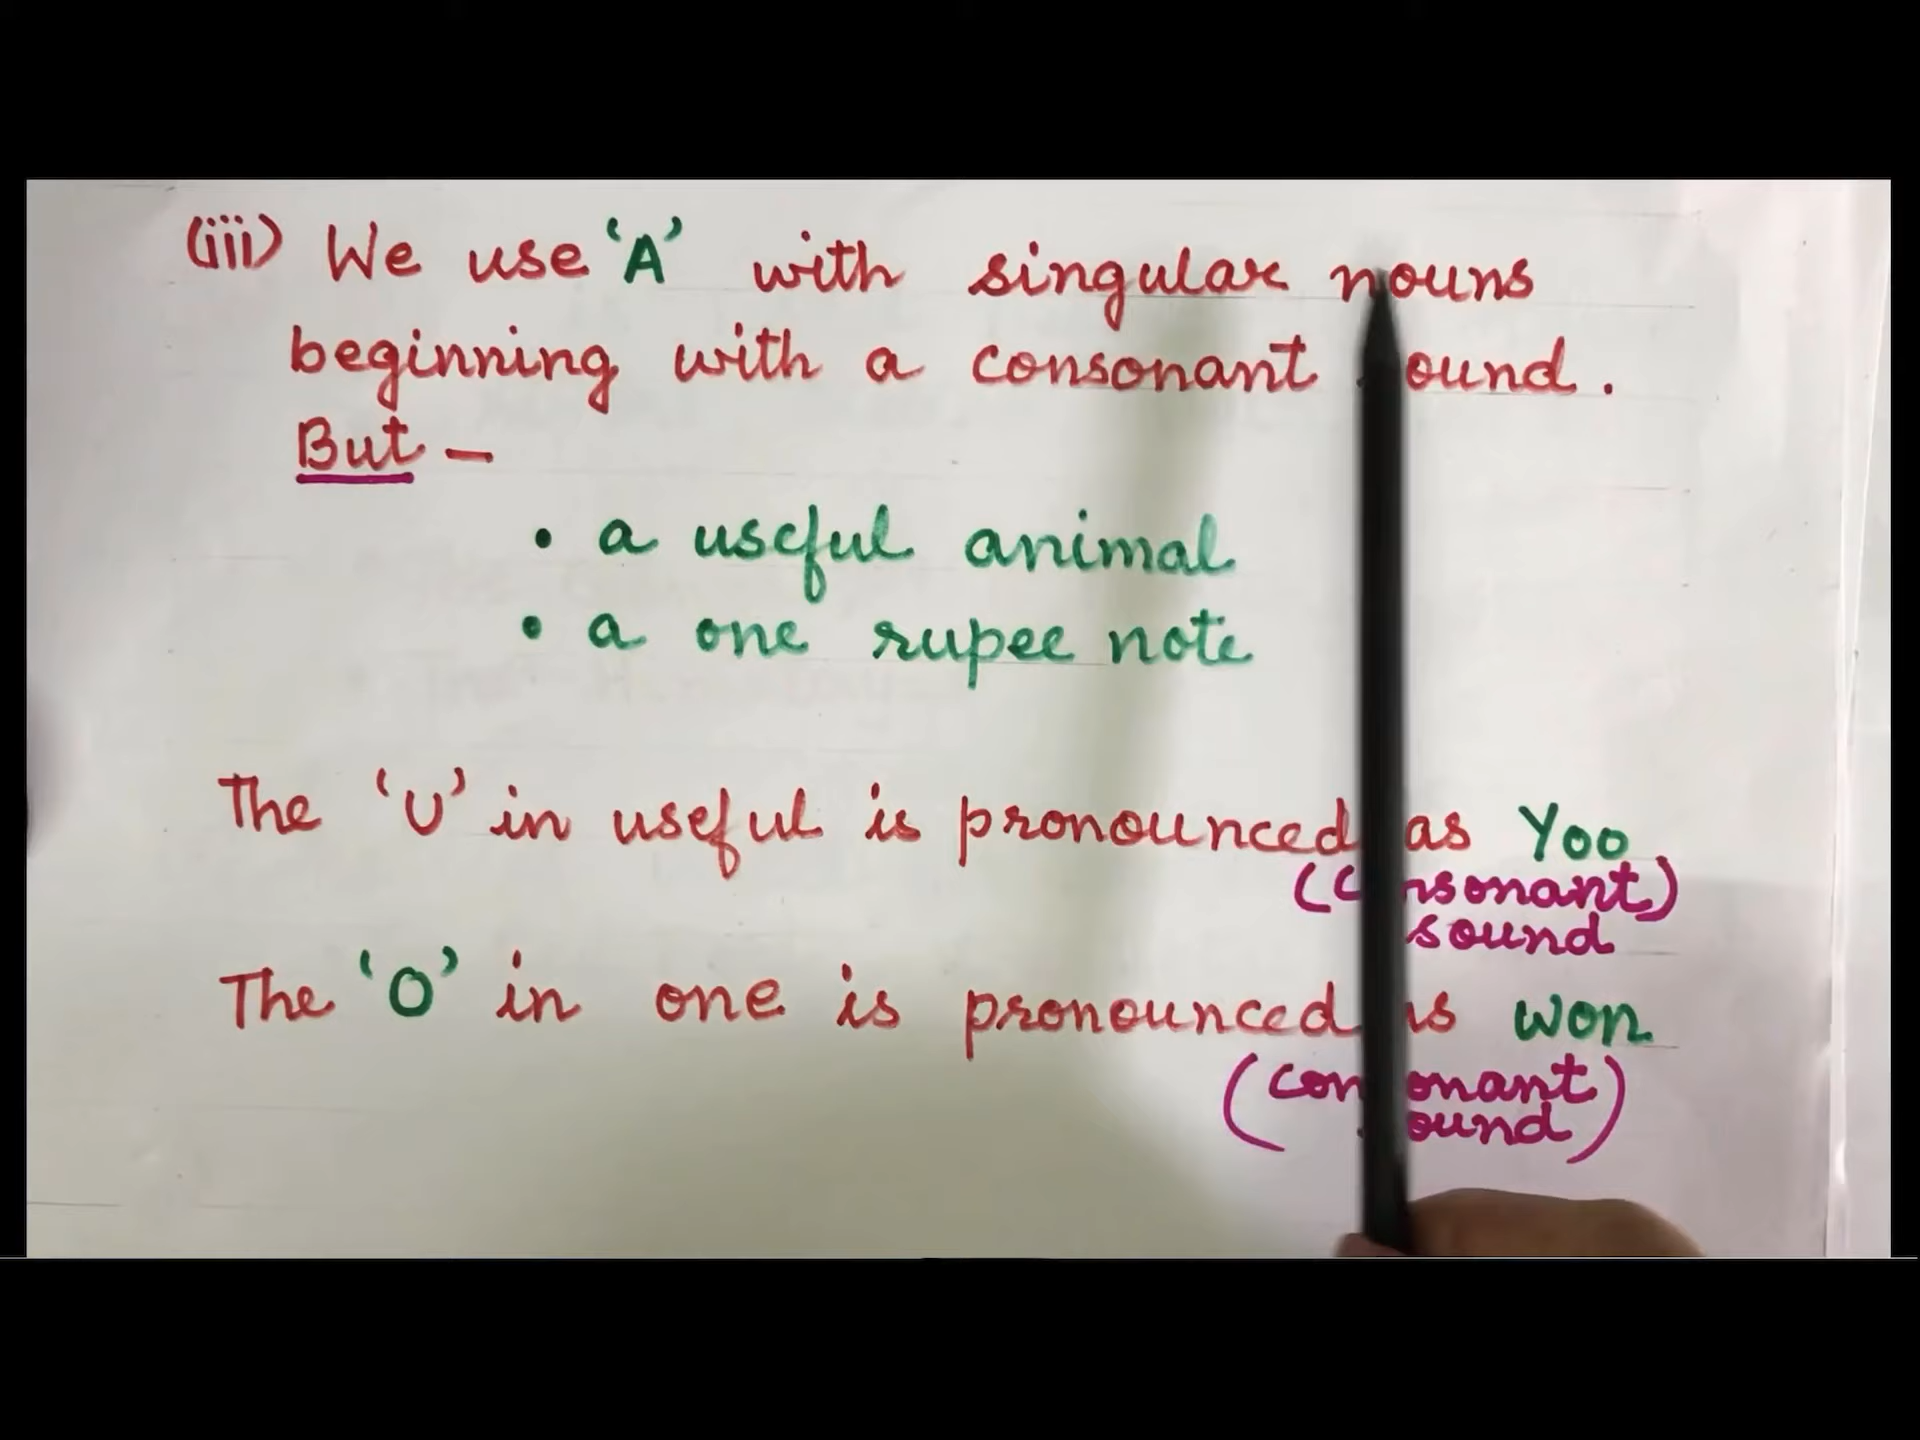 (iii) We use 'A' with singular nouns
beginning with a consonant sound.
But -
• a useful animal
• a one rupee note
The 'U' in useful is pronounced as Yoo
(consonant)
sound
The 'O' in one is pronounced as won
(consonant
sound)